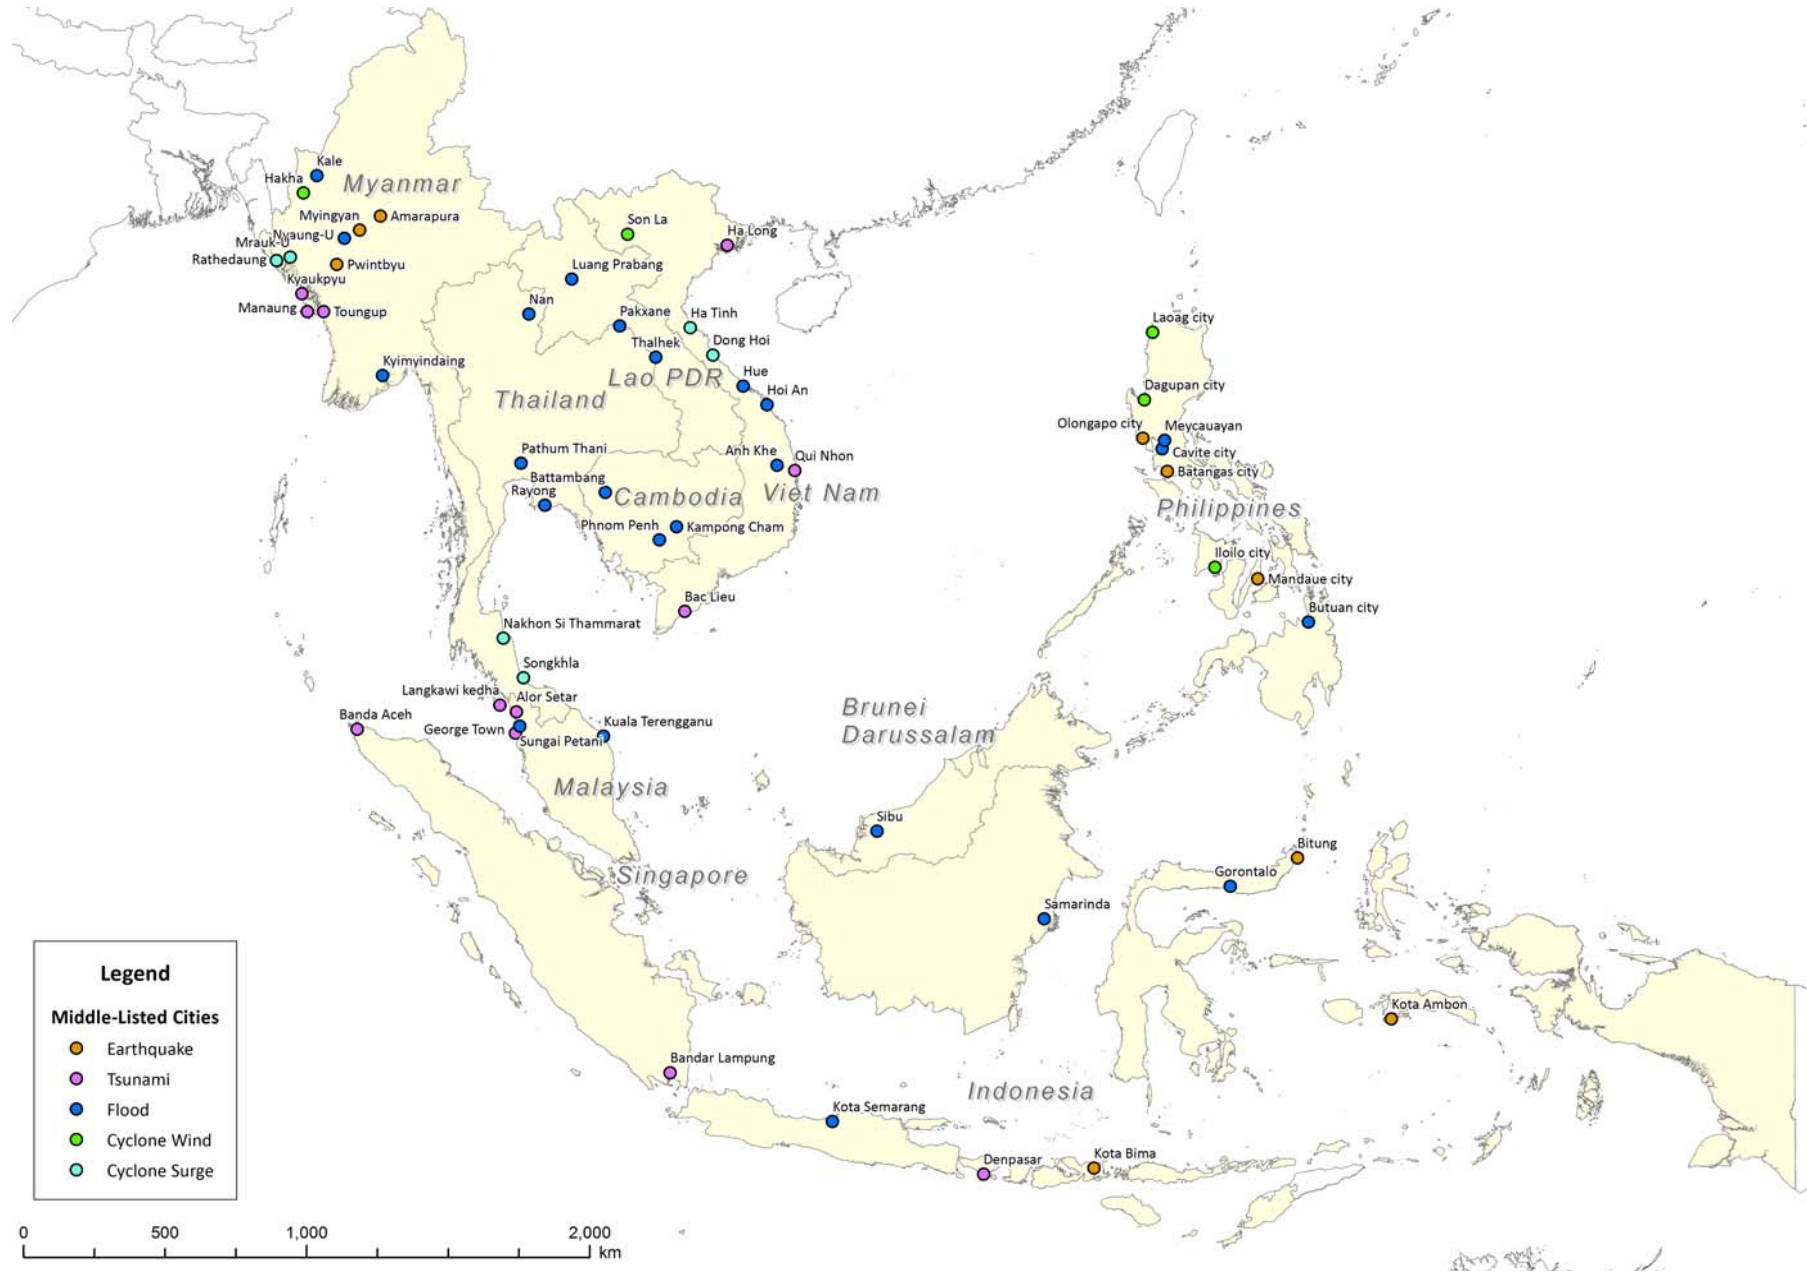 Kale
Hakha
Myanmar
Myingyan
Amarapura
Nyaung-U
Mrauk-U
Rathedaung
Pwintbyu
Kyaukpyu
Manaung
Toungup
Kyimyindaing
Son La
Ha Long
Luang Prabang
Nan
Pakxane
Ha Tinh
Thalhek
Dong Hoi
Lao PDR
Hue
Hoi An
Thailand
Pathum Thani
Anh Khe
Qui Nhon
Battambang
Rayong
Cambodia
Viet Nam
Phnom Penh
Kampong Cham
Bac Lieu
Nakhon Si Thammarat
Songkhla
Langkawi kedha
Alor Setar
Banda Aceh
George Town
Kuala Terengganu
Sungai Petani
Malaysia
Singapore
Laoag city
Dagupan city
Olongapo city
Meycauayan
Cavite city
Batangas city
Philippines
Iloilo city
Mandaue city
Butuan city
Brunei
Darussalam
Sibu
Bitung
Gorontalo
Samarinda
Kota Ambon
Bandar Lampung
Indonesia
Kota Semarang
Denpasar
Kota Bima
Legend
Middle-Listed Cities
Earthquake
Tsunami
Flood
Cyclone Wind
Cyclone Surge
0 500 1,000 2,000
km